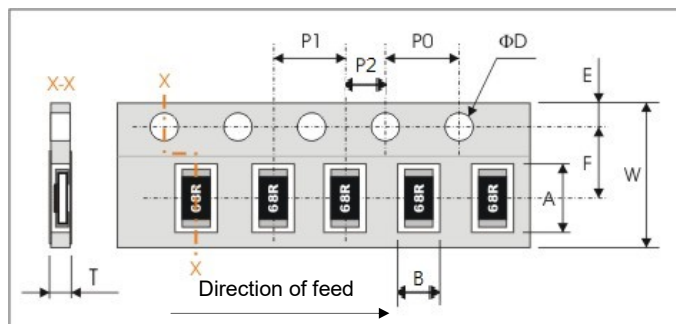 P1
P0
ΦD
E
P2
X-X
X
F
W
A
68R
68R
68R
68R
68R
X
B
T
Direction of feed